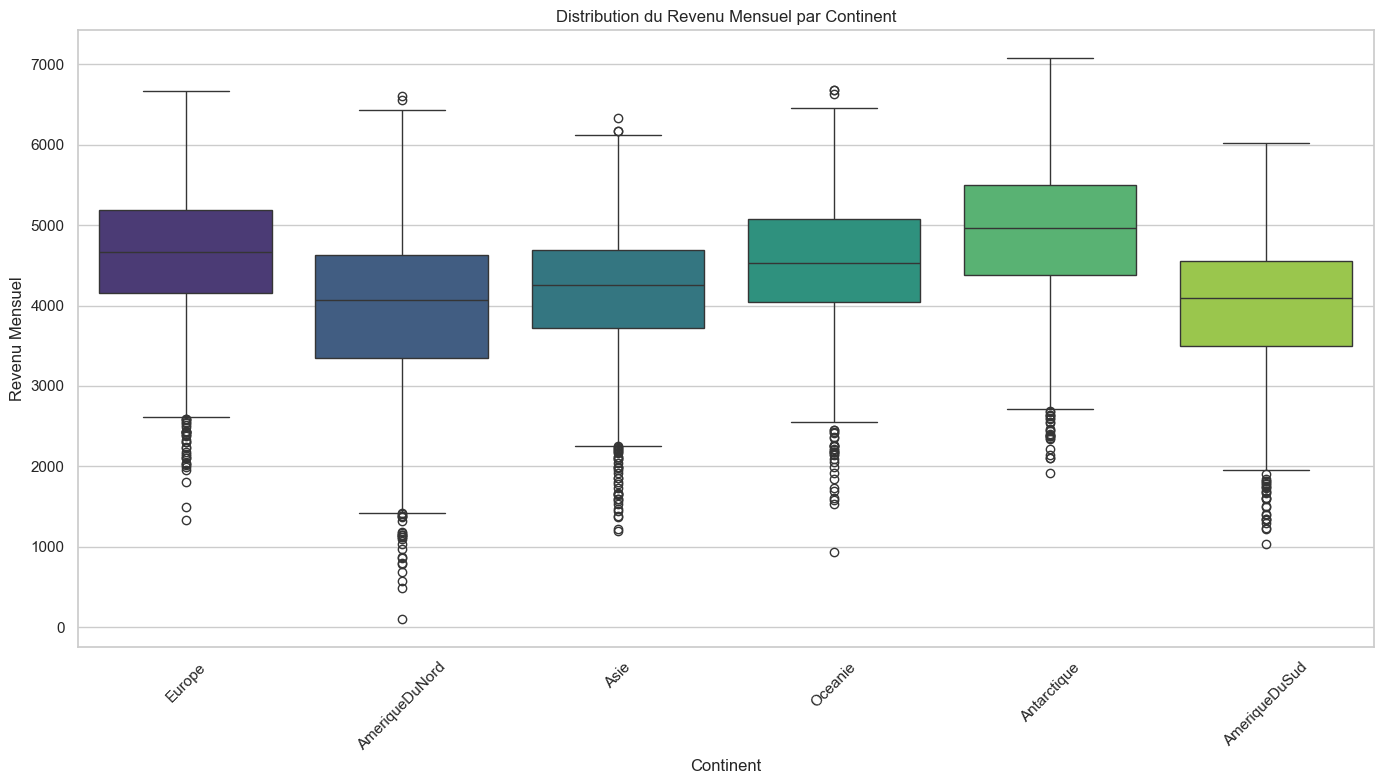 Distribution du Revenu Mensuel par Continent
Revenu Mensuel
7000
6000
5000
4000
3000
2000
1000
0
Europe
AmeriqueDuNord
Asie
Oceanie
Antarctique
AmeriqueDuSud
Continent